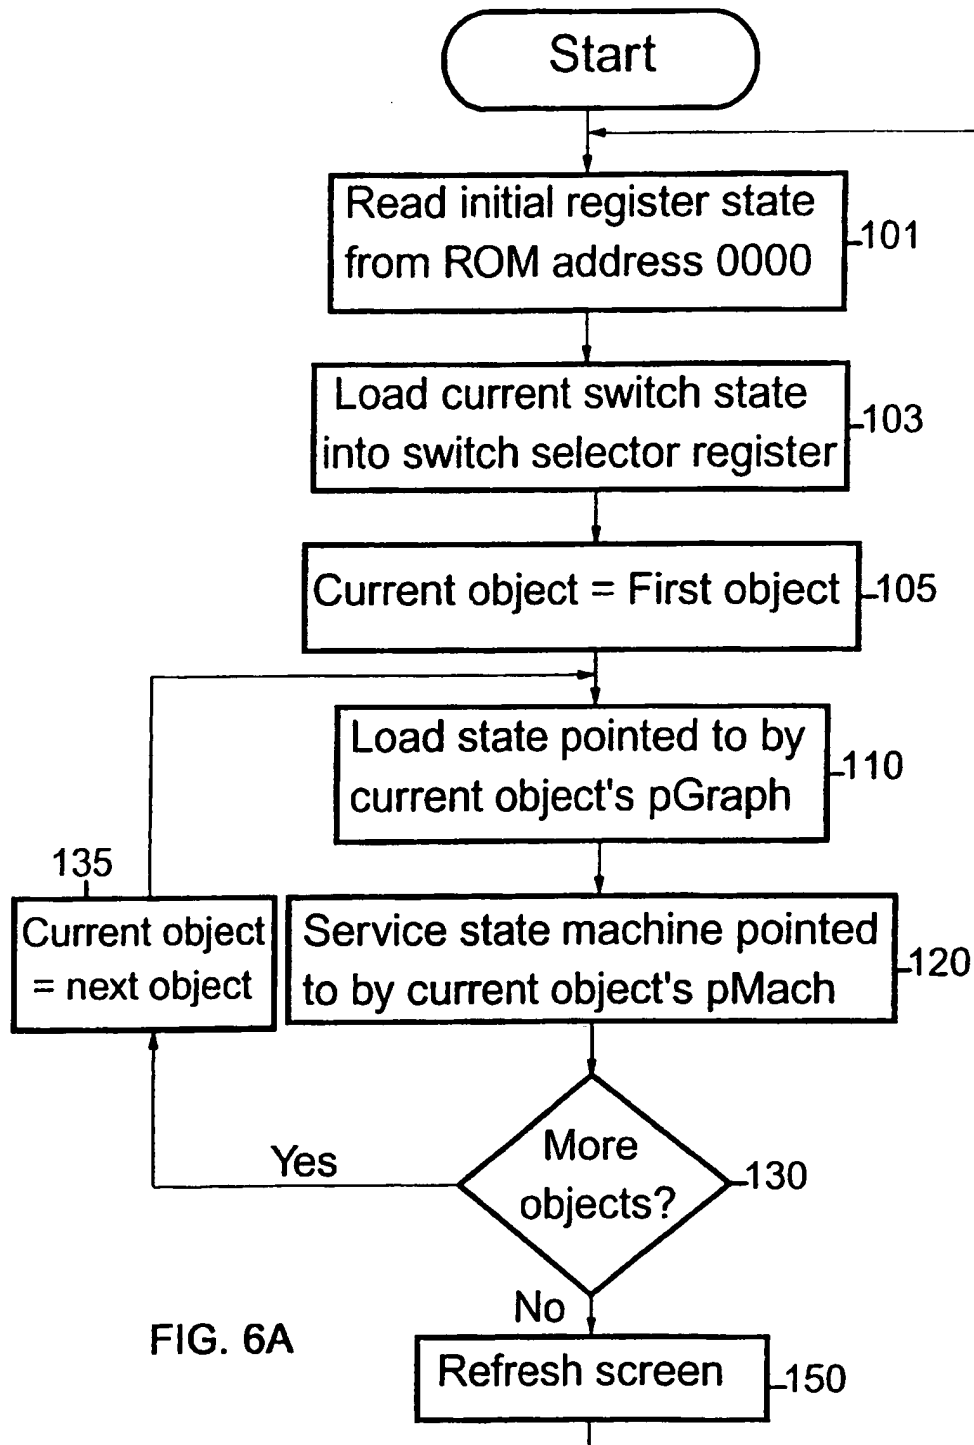 Start
Read initial register state
from ROM address 0000
101
Load current switch state
into switch selector register
103
Current object = First object
105
Load state pointed to by
current object's pGraph
110
135
Current object
= next object
Service state machine pointed
to by current object's pMach
120
More
objects?
130
Yes
No
FIG. 6A
Refresh screen
150